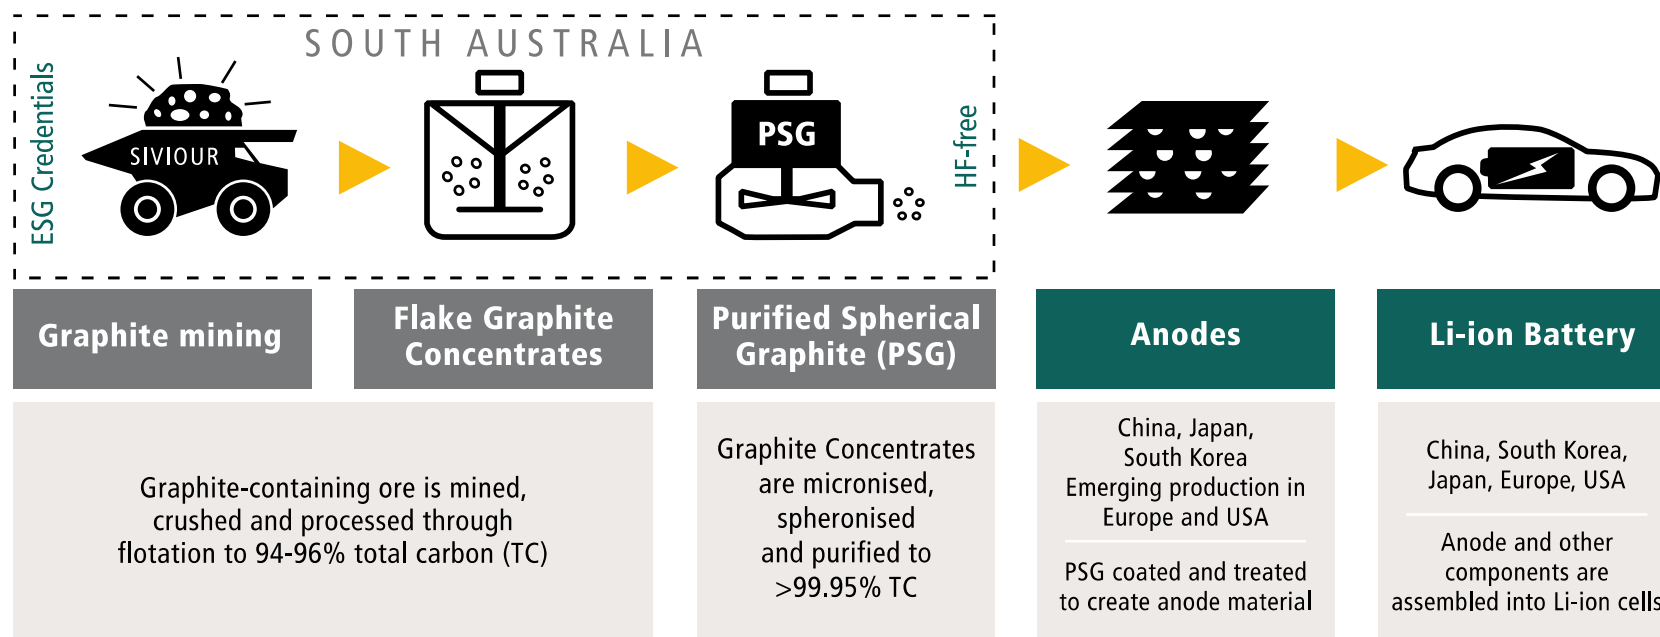 SOUTH AUSTRALIA
ESG Credentials
SIVIOUR
PSG
HF-free
Graphite mining
Flake Graphite
Concentrates
Purified Spherical
Graphite (PSG)
Anodes
Li-ion Battery
Graphite-containing ore is mined,
crushed and processed through
flotation to 94-96% total carbon (TC)
Graphite Concentrates
are micronised,
spheronised
and purified to
>99.95% TC
China, Japan,
South Korea
Emerging production in
Europe and USA
PSG coated and treated
to create anode material
China, South Korea,
Japan, Europe, USA
Anode and other
components are
assembled into Li-ion cells